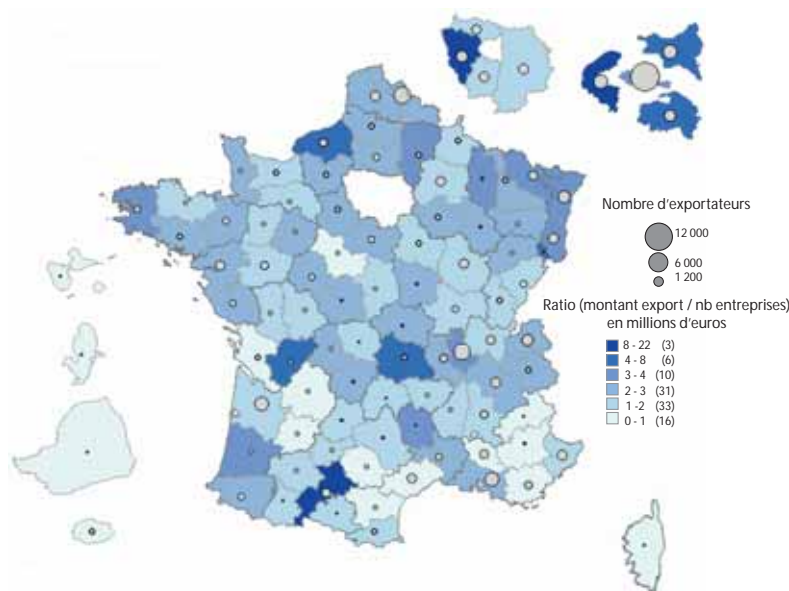 Nombre d'exportateurs
12 000
6 000
1 200
Ratio (montant export / nb entreprises)
en millions d'euros
8 - 22 (3)
4 - 8 (6)
3 - 4 (10)
2 - 3 (31)
1 -2 (33)
0 - 1 (16)